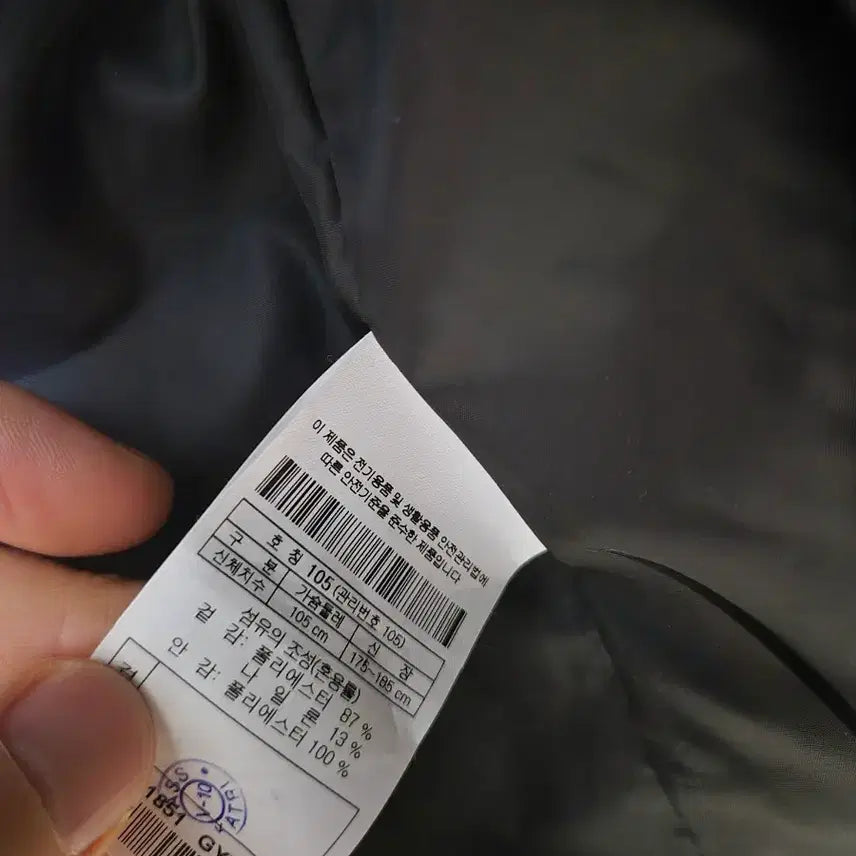 이 제품은 전기용품 및 생활용품 안전관리법에
따른 안전기준을 준수한 제품입니다
호 칭 105 (관리번호 105)
구 분 가슴둘레 신 장
신체치수 105 cm 175~185 cm
섬유의 조성(혼용률)
겉 감: 폴리에스터 87 %
나 일 론 13 %
안 감: 폴리에스터 100 %
V-10
1851 GY